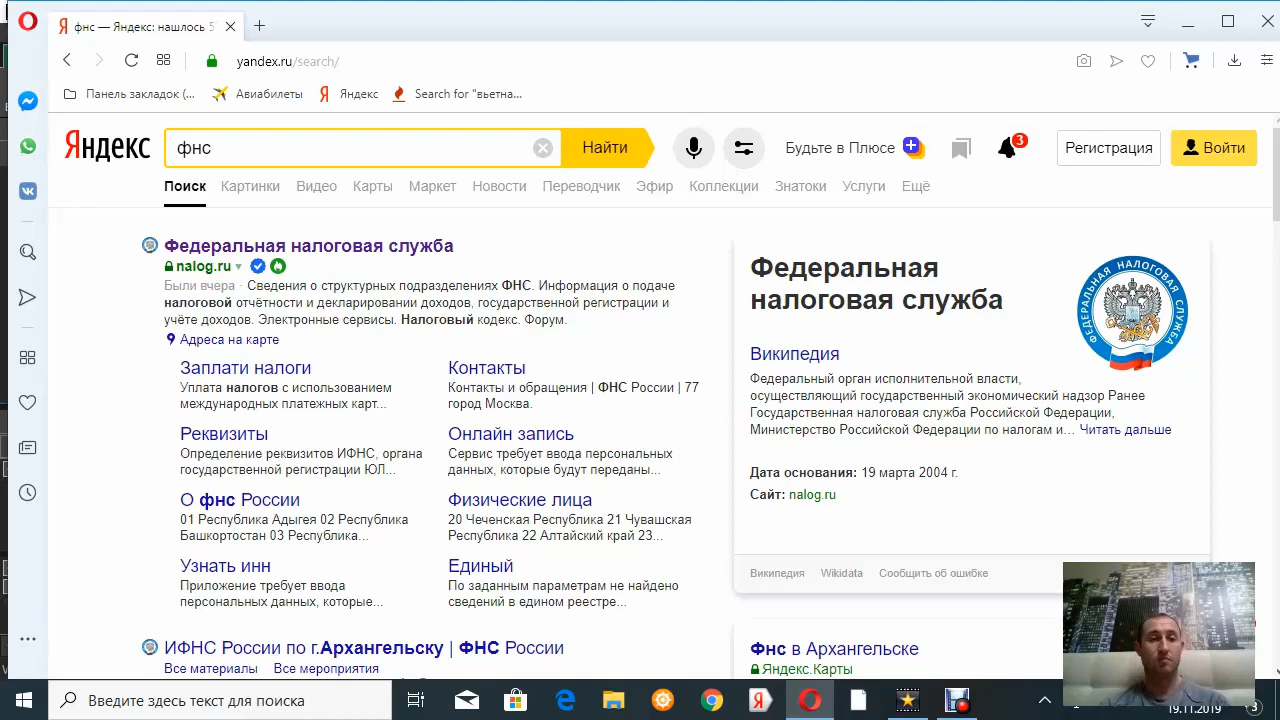 фнс — Яндекс: нашлось 5
yandex.ru/search/
Панель закладок (...
Авиабилеты
Яндекс
Search for "вьетна...
Яндекс
фнс
Найти
Будьте в Плюсе
3
Регистрация
Войти
Поиск
Картинки
Видео
Карты
Маркет
Новости
Переводчик
Эфир
Коллекции
Знатоки
Услуги
Ещё
Федеральная налоговая служба
nalog.ru
Были вчера · Сведения о структурных подразделениях ФНС. Информация о подаче
налоговой отчётности и декларировании доходов, государственной регистрации и
учёте доходов. Электронные сервисы. Налоговый кодекс. Форум.
Адреса на карте
Заплати налоги
Уплата налогов с использованием
международных платежных карт...
Контакты
Контакты и обращения | ФНС России | 77
город Москва.
Реквизиты
Определение реквизитов ИФНС, органа
государственной регистрации ЮЛ...
Онлайн запись
Сервис требует ввода персональных
данных, которые будут переданы...
О фнс России
01 Республика Адыгея 02 Республика
Башкортостан 03 Республика...
Физические лица
20 Чеченская Республика 21 Чувашская
Республика 22 Алтайский край 23...
Узнать инн
Приложение требует ввода
персональных данных, которые...
Единый
По заданным параметрам не найдено
сведений в едином реестре...
ИФНС России по г.Архангельску | ФНС России
Все материалы
Все мероприятия
Федеральная
налоговая служба
ФЕДЕРАЛЬНАЯ НАЛОГОВАЯ СЛУЖБА
Википедия
Федеральный орган исполнительной власти,
осуществляющий государственный экономический надзор Ранее
Государственная налоговая служба Российской Федерации,
Министерство Российской Федерации по налогам и... Читать дальше
Дата основания: 19 марта 2004 г.
Сайт: nalog.ru
Википедия
Wikidata
Сообщить об ошибке
Фнс в Архангельске
Яндекс.Карты
Введите здесь текст для поиска
19.11.2019
3